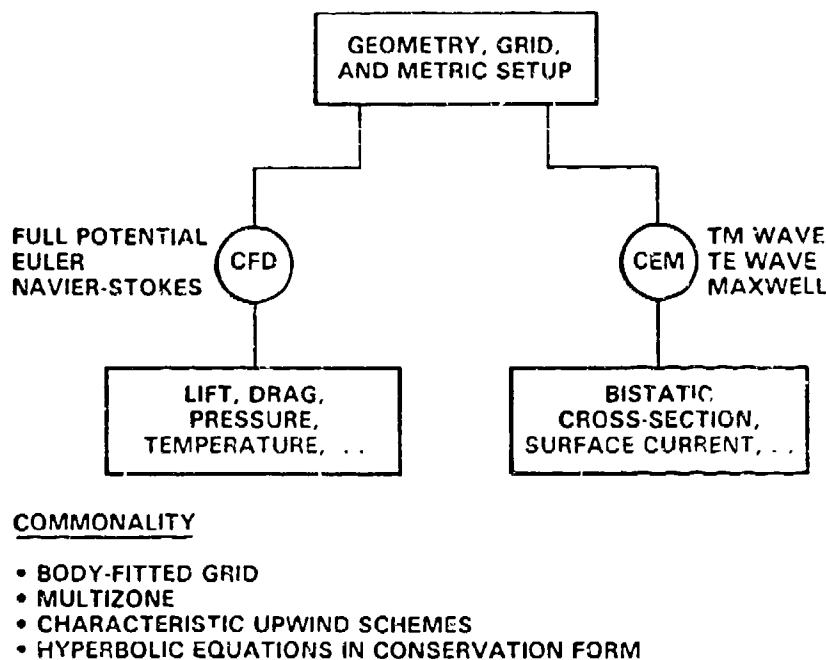 GEOMETRY, GRID,
AND METRIC SETUP
FULL POTENTIAL
EULER
NAVIER-STOKES
CFD
CEM
TM WAVE
TE WAVE
MAXWELL
LIFT, DRAG,
PRESSURE,
TEMPERATURE, . .
BISTATIC
CROSS-SECTION,
SURFACE CURRENT, . .
COMMONALITY
• BODY-FITTED GRID
• MULTIZONE
• CHARACTERISTIC UPWIND SCHEMES
• HYPERBOLIC EQUATIONS IN CONSERVATION FORM